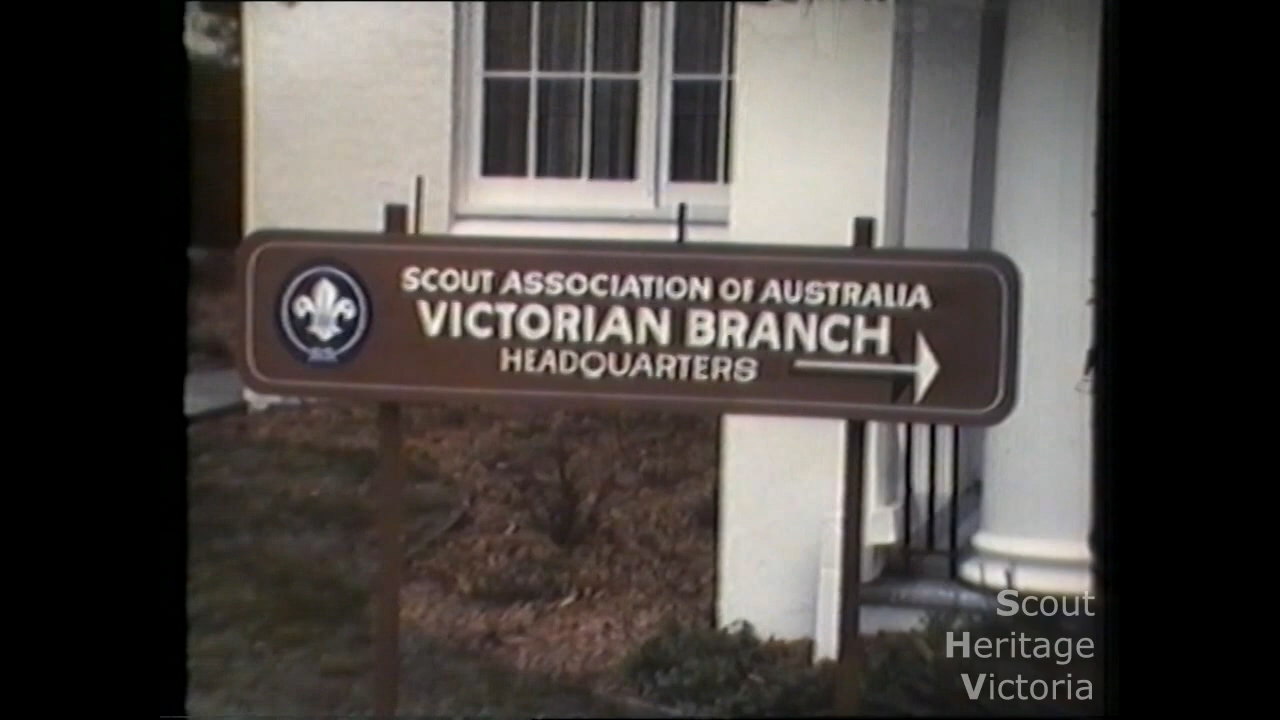 SCOUT ASSOCIATION OF AUSTRALIA
VICTORIAN BRANCH
HEADQUARTERS
Scout
Heritage
Victoria